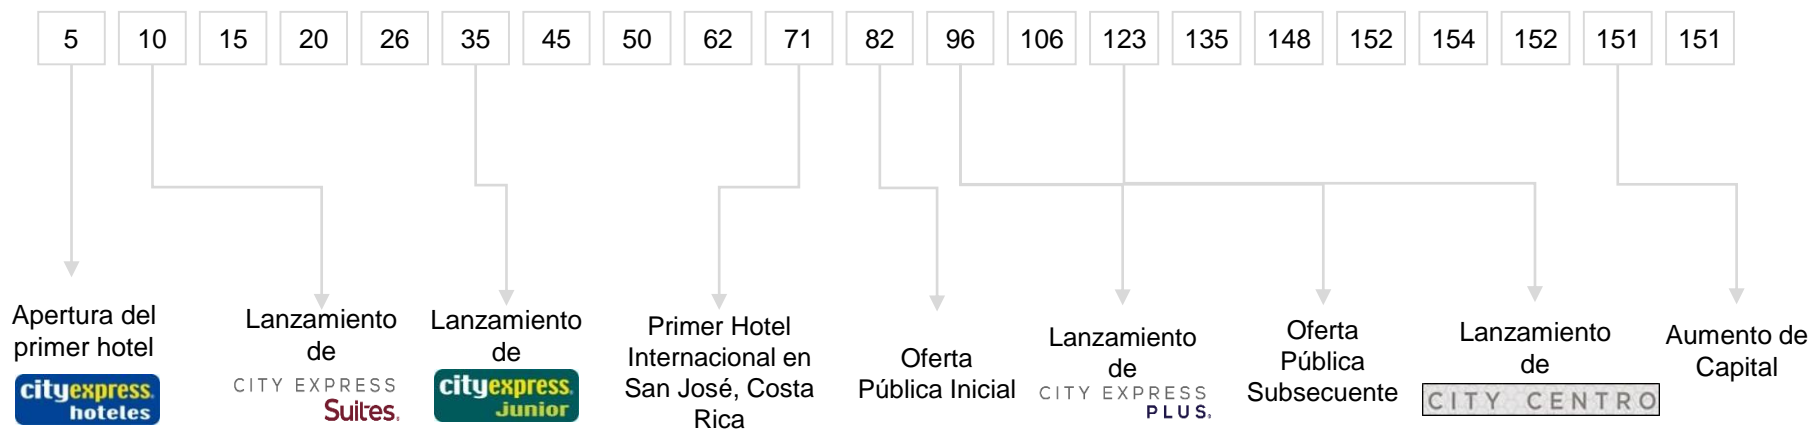 5 10 15 20 26 35 45 50 62 71 82 96 106 123 135 148 152 154 152 151 151
Apertura del
primer hotel
cityexpress.
hoteles
Lanzamiento
de
CITY EXPRESS
Suites.
Lanzamiento
de
cityexpress.
Junior
Primer Hotel
Internacional en
San José, Costa
Rica
Oferta
Pública Inicial
Lanzamiento
de
CITY EXPRESS
PLUS.
Oferta
Pública
Subsecuente
Lanzamiento
de
CITY CENTRO
Aumento de
Capital